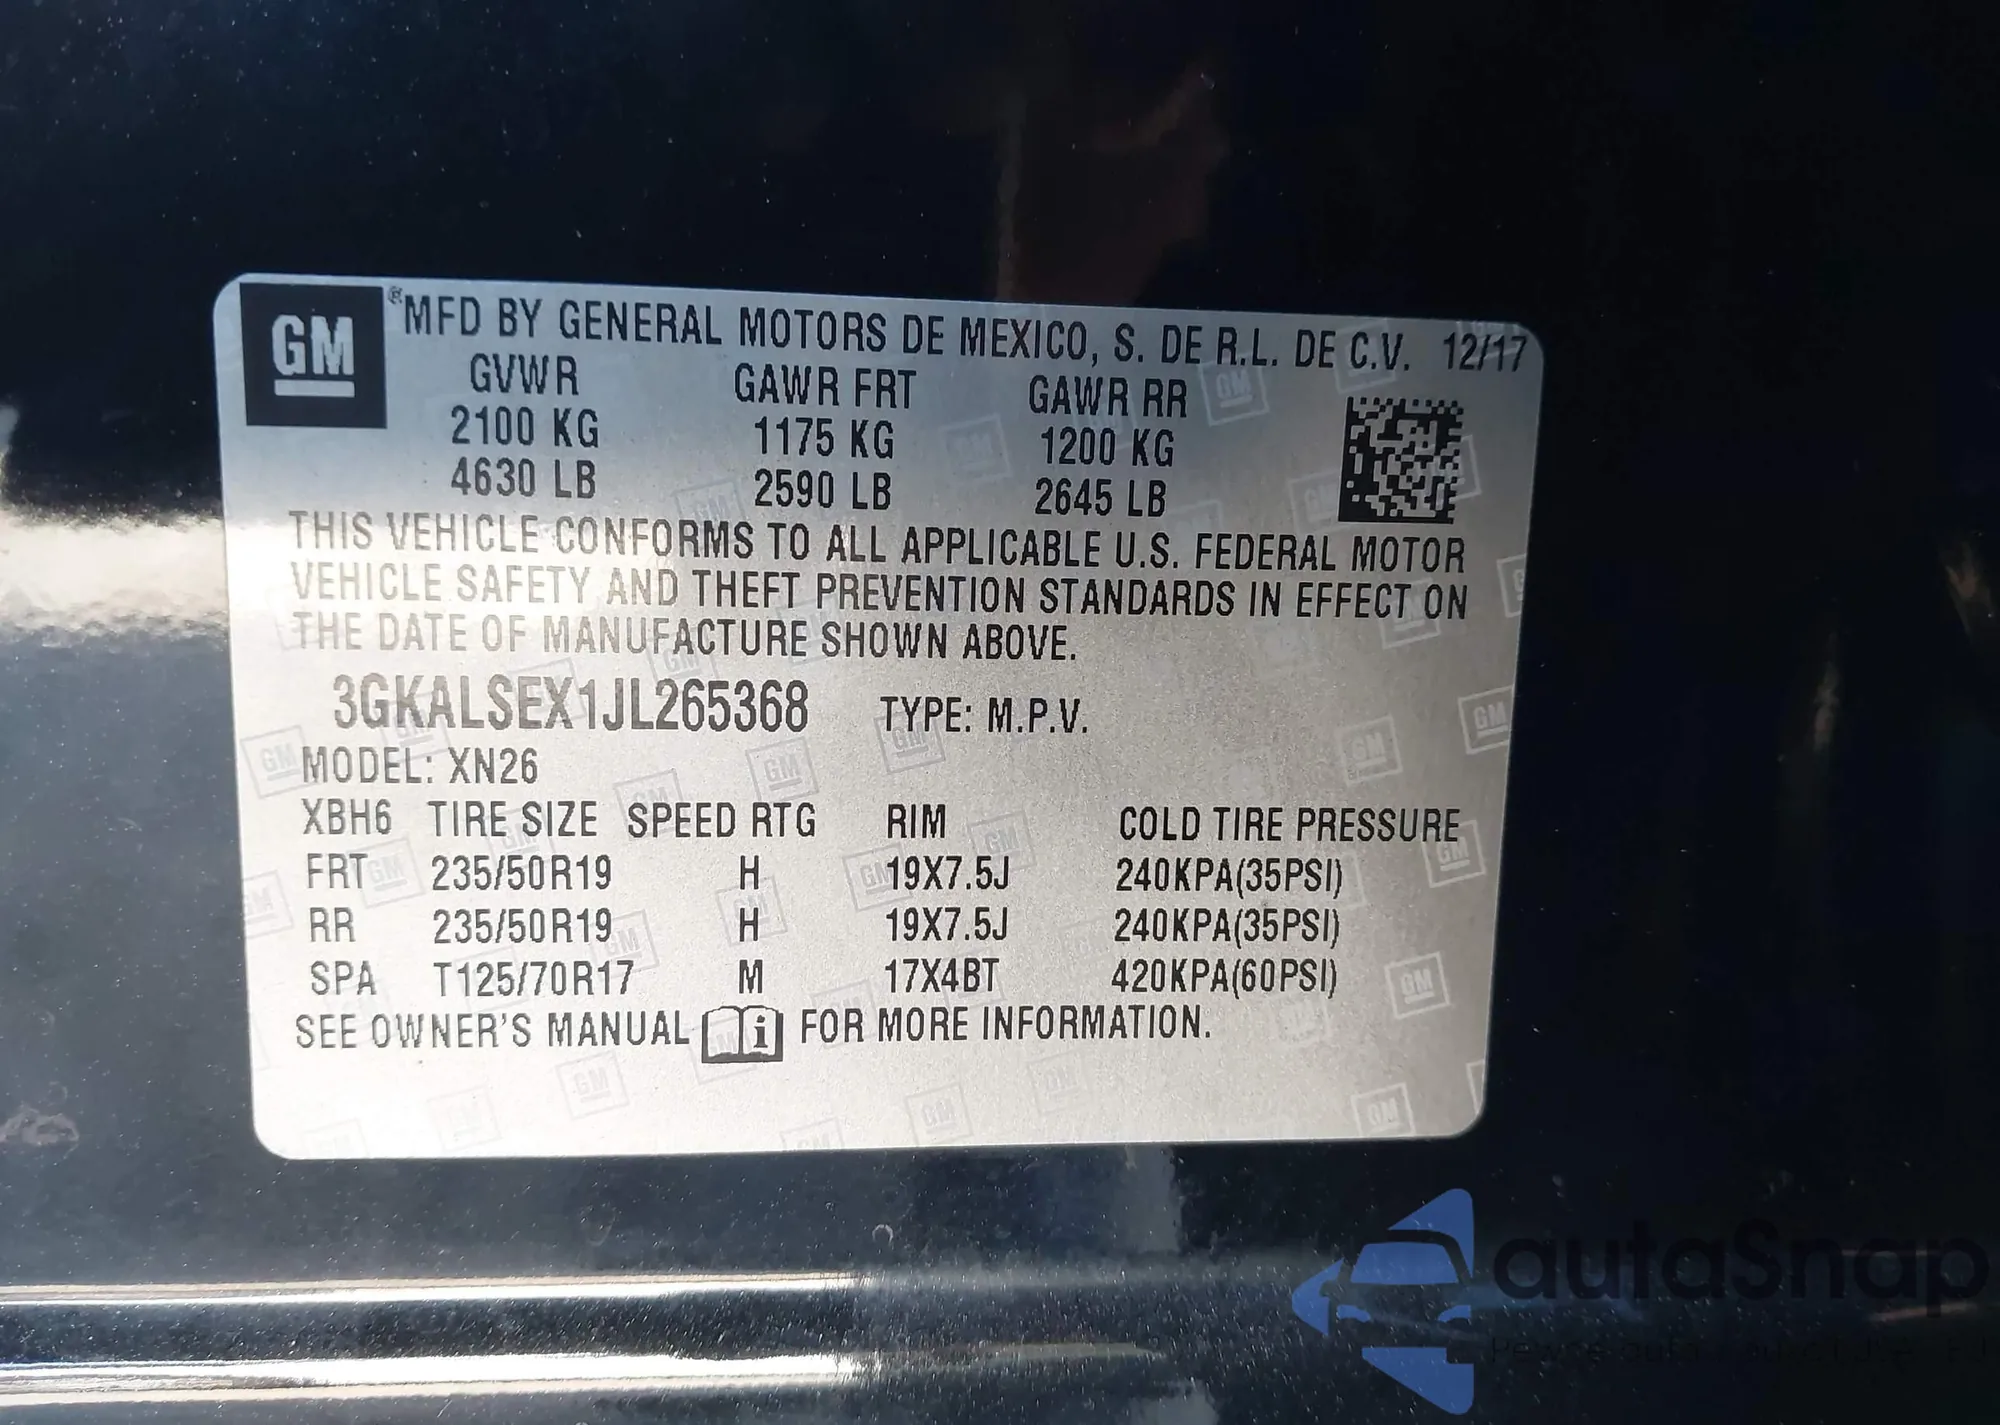 GM ® MFD BY GENERAL MOTORS DE MEXICO, S. DE R.L. DE C.V. 12/17
GVWR GAWR FRT GAWR RR
2100 KG 1175 KG 1200 KG
4630 LB 2590 LB 2645 LB
THIS VEHICLE CONFORMS TO ALL APPLICABLE U.S. FEDERAL MOTOR
VEHICLE SAFETY AND THEFT PREVENTION STANDARDS IN EFFECT ON
THE DATE OF MANUFACTURE SHOWN ABOVE.
3GKALSEX1JL265368 TYPE: M.P.V.
MODEL: XN26
XBH6 TIRE SIZE SPEED RTG RIM COLD TIRE PRESSURE
FRT 235/50R19 H 19X7.5J 240KPA(35PSI)
RR 235/50R19 H 19X7.5J 240KPA(35PSI)
SPA T125/70R17 M 17X4BT 420KPA(60PSI)
SEE OWNER'S MANUAL FOR MORE INFORMATION.
autaSnap